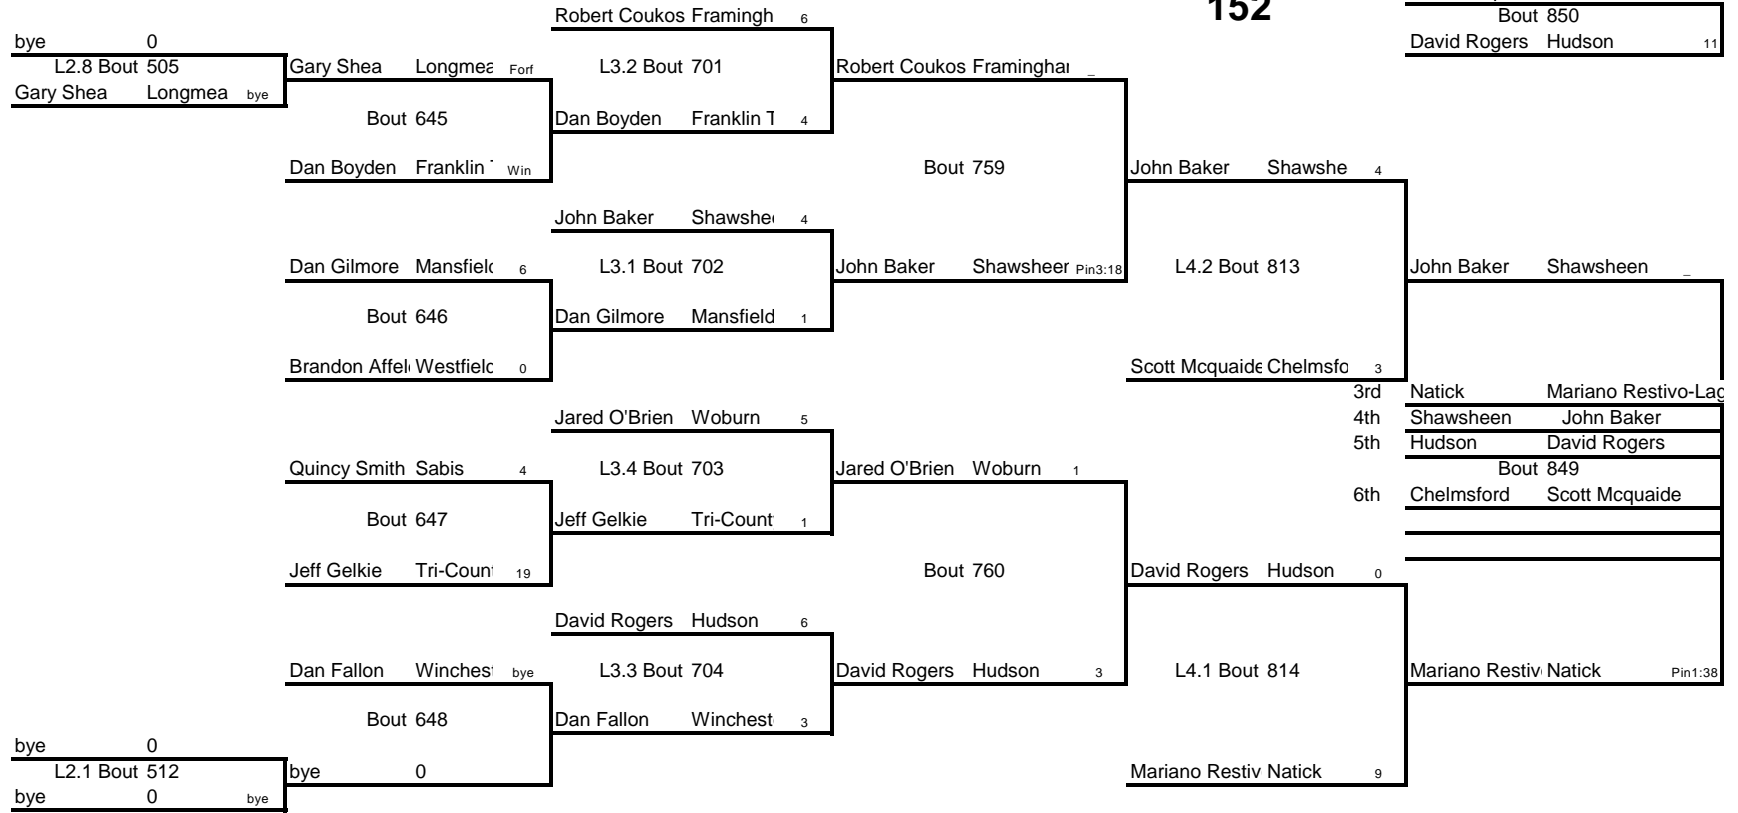 152
Robert Coukos Framingh 6
Bout 850
bye 0
David Rogers Hudson 11
L2.8 Bout 505
Gary Shea Longmea Forf
L3.2 Bout 701
Robert Coukos Framinghar _
Gary Shea Longmea bye
Bout 645
Dan Boyden Franklin T 4
Dan Boyden Franklin Win
Bout 759
John Baker Shawshe 4
John Baker Shawshe 4
Dan Gilmore Mansfield 6
L3.1 Bout 702
John Baker Shawsheer Pin3:18
L4.2 Bout 813
John Baker Shawsheen _
Bout 646
Dan Gilmore Mansfield 1
Brandon Affel Westfield 0
Scott Mcquaide Chelmsfo 3
3rd Natick Mariano Restivo-Lag
Jared O'Brien Woburn 5
4th Shawsheen John Baker
5th Hudson David Rogers
Quincy Smith Sabis 4
L3.4 Bout 703
Jared O'Brien Woburn 1
Bout 849
6th Chelmsford Scott Mcquaide
Bout 647
Jeff Gelkie Tri-Count 1
Jeff Gelkie Tri-Coun 19
Bout 760
David Rogers Hudson 0
David Rogers Hudson 6
Dan Fallon Winches bye
L3.3 Bout 704
David Rogers Hudson 3
L4.1 Bout 814
Mariano Restiv Natick Pin1:38
Bout 648
Dan Fallon Winchest 3
bye 0
L2.1 Bout 512
bye 0
Mariano Restiv Natick 9
bye 0 bye